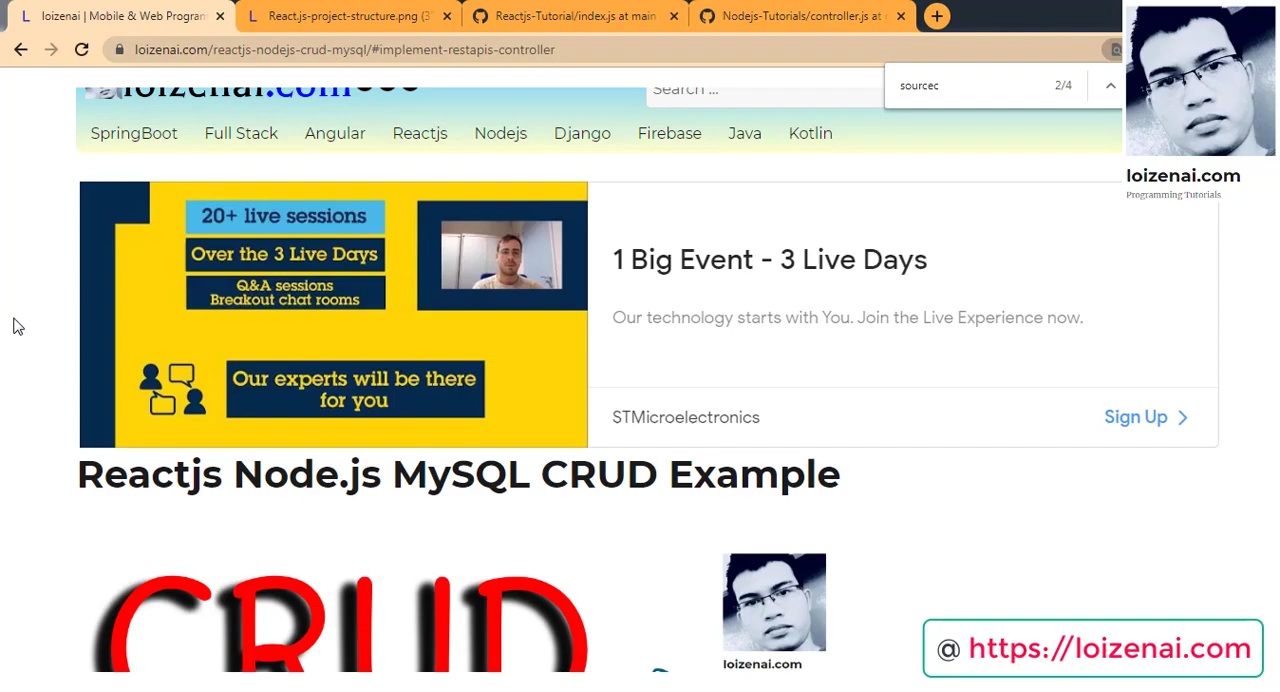 loizenai | Mobile & Web Program
React.js-project-structure.png (3
Reactjs-Tutorial/index.js at main
Nodejs-Tutorials/controller.js at
loizenai.com/reactjs-nodejs-crud-mysql/#implement-restapis-controller
sourcec 2/4
loizenai.com
Search ...
SpringBoot Full Stack Angular Reactjs Nodejs Django Firebase Java Kotlin
loizenai.com
Programming Tutorials
20+ live sessions
Over the 3 Live Days
Q&A sessions
Breakout chat rooms
Our experts will be there
for you
1 Big Event - 3 Live Days
Our technology starts with You. Join the Live Experience now.
STMicroelectronics
Sign Up
Reactjs Node.js MySQL CRUD Example
CRUD
loizenai.com
@ https://loizenai.com